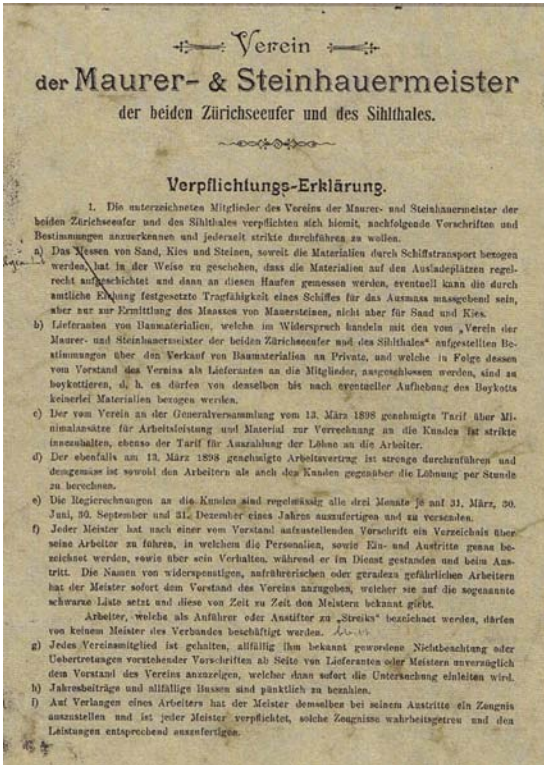 Verein
der Maurer- & Steinhauermeister
der beiden Zürichseeufer und des Sihlthales.
Verpflichtungs-Erklärung.
1. Die unterzeichneten Mitglieder des Vereins der Maurer- und Steinhauermeister der
beiden Zürichseeufer und des Sihlthales verpflichten sich hiemit, nachfolgende Vorschriften und
Bestimmungen anzuerkennen und jederzeit strikte durchführen zu wollen.
a) Das Messen von Sand, Kies und Steinen, soweit die Materialien durch Schiffstransport bezogen
werden, hat in der Weise zu geschehen, dass die Materialien auf den Ausladeplätzen regel-
recht aufgeschichtet und dann an diesen Haufen gemessen werden, eventuell kann die durch
amtliche Eichung festgesetzte Tragfähigkeit eines Schiffes für das Ausmass massgebend sein,
aber nur zur Ermittlung des Masses von Mauersteinen, nicht aber für Sand und Kies.
b) Lieferanten von Baumaterialien, welche im Widerspruch handeln mit den vom „Verein der
Maurer- und Steinhauermeister der beiden Zürichseeufer und des Sihlthales" aufgestellten Be-
stimmungen über den Verkauf von Baumaterialien an Private, und welche in Folge dessen
vom Vorstand des Vereins als Lieferanten an die Mitglieder, ausgeschlossen werden, sind zu
boykottieren, d. h. es dürfen von denselben bis nach eventueller Aufhebung des Boykotts
keinerlei Materialien bezogen werden.
c) Der vom Verein an der Generalversammlung vom 13. März 1898 genehmigte Tarif über Mi-
nimalansätze für Arbeitsleistung und Material zur Verrechnung an die Kunden ist strikte
innezuhalten, ebenso der Tarif für Auszahlung der Löhne an die Arbeiter.
d) Der ebenfalls am 13. März 1898 genehmigte Arbeitsvertrag ist strenge durchzuführen und
demgemäss ist sowohl den Arbeitern als auch den Kunden gegenüber die Löhnung per Stunde
zu berechnen.
e) Die Regierechnungen an die Kunden sind regelmässig alle drei Monate je auf 31. März, 30.
Juni, 30. September und 31. Dezember eines Jahres auszufertigen und zu versenden.
f) Jeder Meister hat nach einer vom Vorstand aufzustellenden Vorschrift ein Verzeichnis über
seine Arbeiter zu führen, in welchem die Personalien, sowie Ein- und Austritte genau be-
zeichnet werden, sowie über sein Verhalten, während er im Dienst gestanden und beim Aus-
tritt. Die Namen von widerspenstigen, aufrührerischen oder geradezu gefährlichen Arbeitern
hat der Meister sofort dem Vorstand des Vereins anzugeben, welcher sie auf die sogenannte
schwarze Liste setzt und diese von Zeit zu Zeit den Meistern bekannt giebt.
Arbeiter, welche als Anführer oder Anstifter zu „Streiks" bezeichnet werden, dürfen
von keinem Meister des Verbandes beschäftigt werden.
g) Jedes Vereinsmitglied ist gehalten, allfällig ihm bekannt gewordene Nichtbeachtung oder
Uebertretungen vorstehender Vorschriften ab Seite von Lieferanten oder Meistern unverzüglich
dem Vorstand des Vereins anzuzeigen, welcher dann sofort die Untersuchung einleiten wird.
h) Jahresbeiträge und allfällige Bussen sind pünktlich zu bezahlen.
i) Auf Verlangen eines Arbeiters hat der Meister demselben bei seinem Austritte ein Zeugnis
auszustellen und ist jeder Meister verpflichtet, solche Zeugnisse wahrheitsgetreu und den
Leistungen entsprechend auszufertigen.